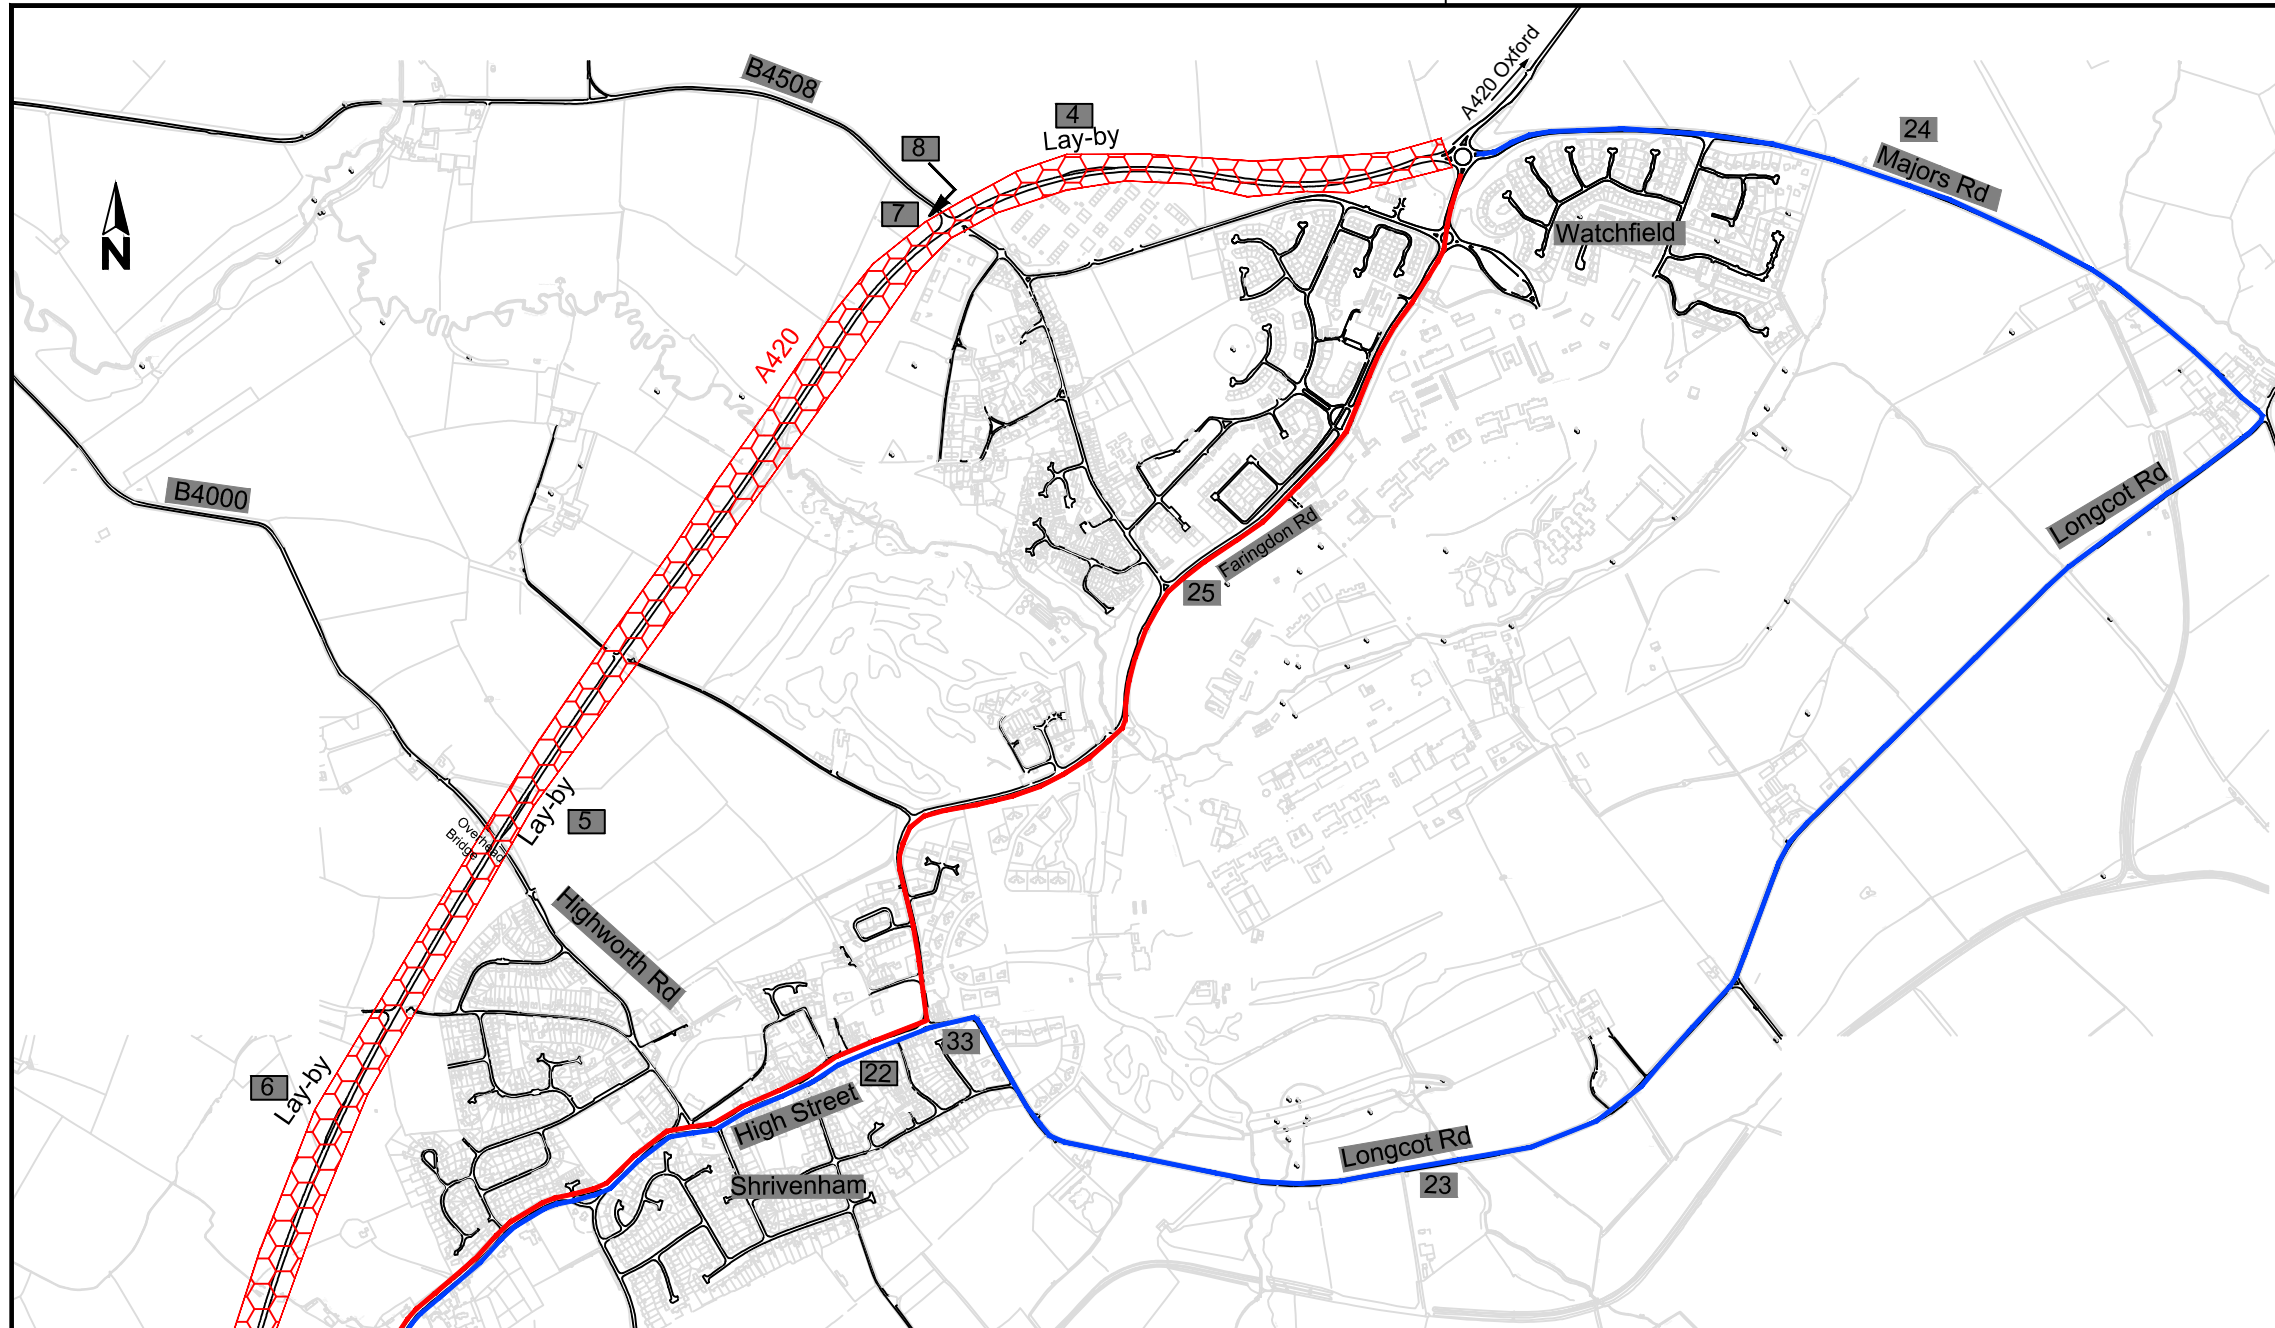 A420 Oxford
B4508
4
Lay-by
24
8
Majors Rd
7
Watchfield
N
A420
B4000
Longcot Rd
Faringdon Rd
25
Lay-by
5
Overhead
Bridge
Highworth Rd
33
22
6
Lay-by
High Street
Longcot Rd
Shrivenham
23